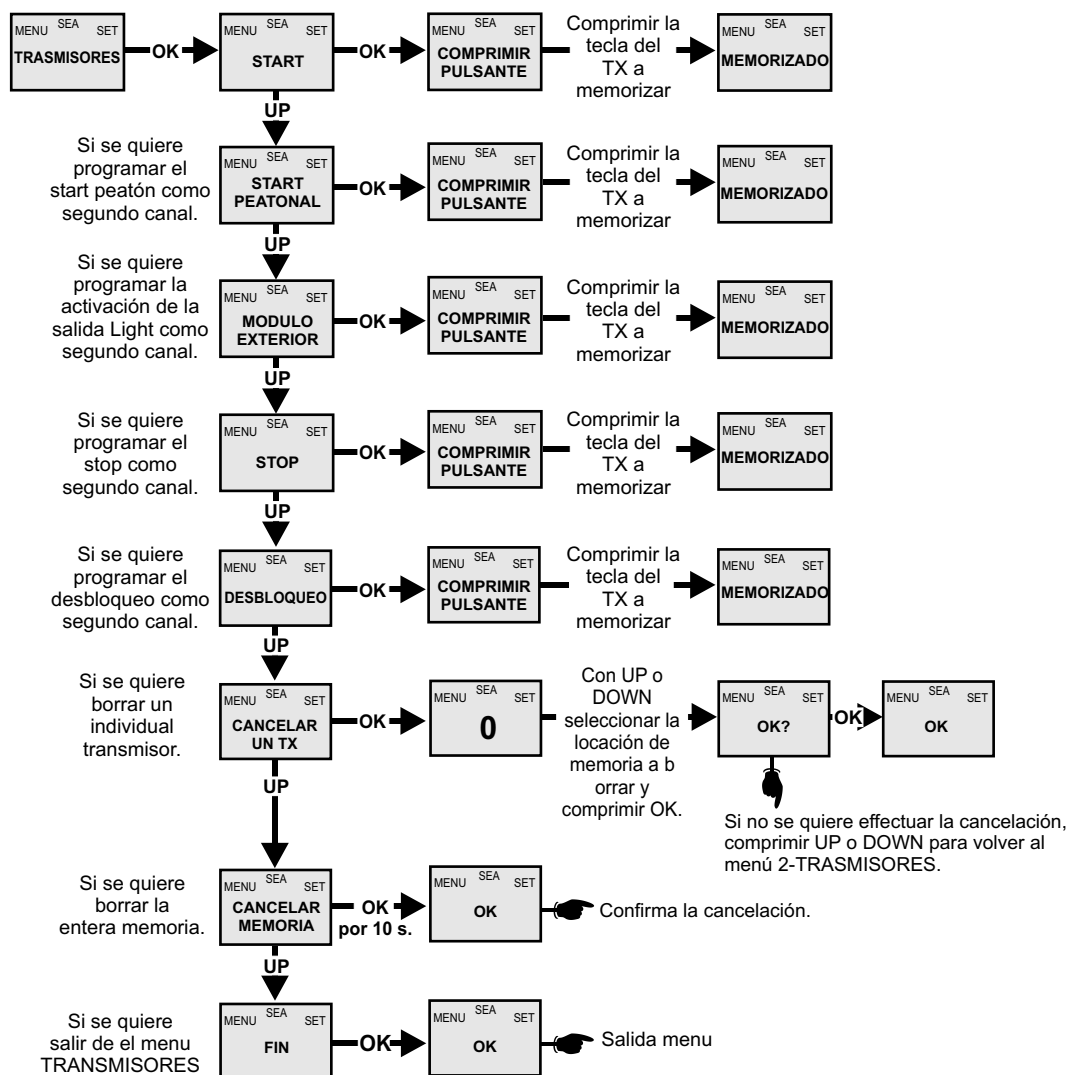 MENU SEA SET
TRASMISORES
OK
MENU SEA SET
START
OK
MENU SEA SET
COMPRIMIR
PULSANTE
Comprimir la
tecla del
TX a
memorizar
MENU SEA SET
MEMORIZADO
UP
Si se quiere
programar el
start peatón como
segundo canal.
MENU SEA SET
START
PEATONAL
OK
MENU SEA SET
COMPRIMIR
PULSANTE
Comprimir la
tecla del
TX a
memorizar
MENU SEA SET
MEMORIZADO
UP
Si se quiere
programar la
activación de la
salida Light como
segundo canal.
MENU SEA SET
MODULO
EXTERIOR
OK
MENU SEA SET
COMPRIMIR
PULSANTE
Comprimir la
tecla del
TX a
memorizar
MENU SEA SET
MEMORIZADO
UP
Si se quiere
programar el
stop como
segundo canal.
MENU SEA SET
STOP
OK
MENU SEA SET
COMPRIMIR
PULSANTE
Comprimir la
tecla del
TX a
memorizar
MENU SEA SET
MEMORIZADO
UP
Si se quiere
programar el
desbloqueo como
segundo canal.
MENU SEA SET
DESBLOQUEO
OK
MENU SEA SET
COMPRIMIR
PULSANTE
Comprimir la
tecla del
TX a
memorizar
MENU SEA SET
MEMORIZADO
UP
Si se quiere
borrar un
individual
transmisor.
MENU SEA SET
CANCELAR
UN TX
OK
MENU SEA SET
0
Con UP o
DOWN
seleccionar la
locación de
memoria a b
orrar y
comprimir OK.
MENU SEA SET
OK?
OK
MENU SEA SET
OK
Si no se quiere effectuar la cancelación,
comprimir UP o DOWN para volver al
menú 2-TRASMISORES.
UP
Si se quiere
borrar la
entera memoria.
MENU SEA SET
CANCELAR
MEMORIA
OK
por 10 s.
MENU SEA SET
OK
Confirma la cancelación.
UP
Si se quiere
salir de el menu
TRANSMISORES
MENU SEA SET
FIN
OK
MENU SEA SET
OK
Salida menu